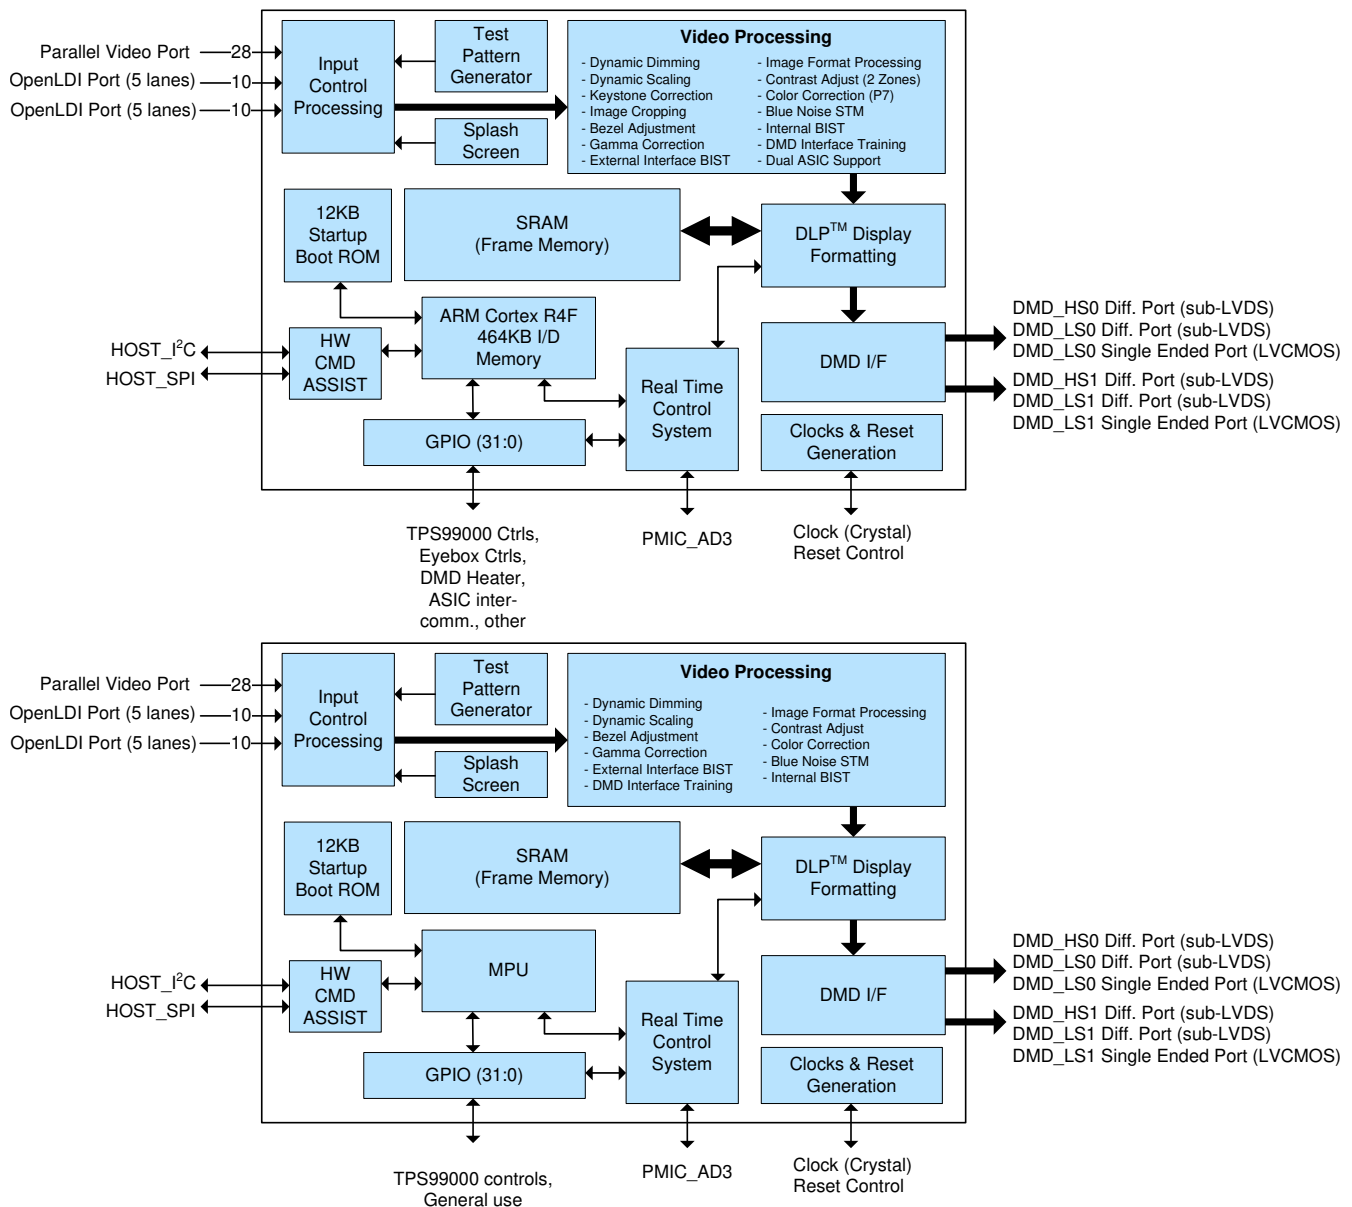 Parallel Video Port
28
OpenLDI Port (5 lanes)
10
OpenLDI Port (5 lanes)
10
Input
Control
Processing
Test
Pattern
Generator
Splash
Screen
Video Processing
- Dynamic Dimming
- Dynamic Scaling
- Keystone Correction
- Image Cropping
- Bezel Adjustment
- Gamma Correction
- External Interface BIST
- Image Format Processing
- Contrast Adjust (2 Zones)
- Color Correction (P7)
- Blue Noise STM
- Internal BIST
- DMD Interface Training
- Dual ASIC Support
12KB
Startup
Boot ROM
SRAM
(Frame Memory)
DLP™ Display
Formatting
ARM Cortex R4F
464KB I/D
Memory
HOST_I²C
HOST_SPI
HW
CMD
ASSIST
Real Time
Control
System
DMD I/F
DMD_HS0 Diff. Port (sub-LVDS)
DMD_LS0 Diff. Port (sub-LVDS)
DMD_LS0 Single Ended Port (LVCMOS)
DMD_HS1 Diff. Port (sub-LVDS)
DMD_LS1 Diff. Port (sub-LVDS)
DMD_LS1 Single Ended Port (LVCMOS)
GPIO (31:0)
Clocks & Reset
Generation
TPS99000 Ctrls,
Eyebox Ctrls,
DMD Heater,
ASIC inter-
comm., other
PMIC_AD3
Clock (Crystal)
Reset Control
Parallel Video Port
28
OpenLDI Port (5 lanes)
10
OpenLDI Port (5 lanes)
10
Input
Control
Processing
Test
Pattern
Generator
Splash
Screen
Video Processing
- Dynamic Dimming
- Dynamic Scaling
- Bezel Adjustment
- Gamma Correction
- External Interface BIST
- DMD Interface Training
- Image Format Processing
- Contrast Adjust
- Color Correction
- Blue Noise STM
- Internal BIST
12KB
Startup
Boot ROM
SRAM
(Frame Memory)
DLP™ Display
Formatting
MPU
HOST_I²C
HOST_SPI
HW
CMD
ASSIST
Real Time
Control
System
DMD I/F
DMD_HS0 Diff. Port (sub-LVDS)
DMD_LS0 Diff. Port (sub-LVDS)
DMD_LS0 Single Ended Port (LVCMOS)
DMD_HS1 Diff. Port (sub-LVDS)
DMD_LS1 Diff. Port (sub-LVDS)
DMD_LS1 Single Ended Port (LVCMOS)
GPIO (31:0)
Clocks & Reset
Generation
TPS99000 controls,
General use
PMIC_AD3
Clock (Crystal)
Reset Control